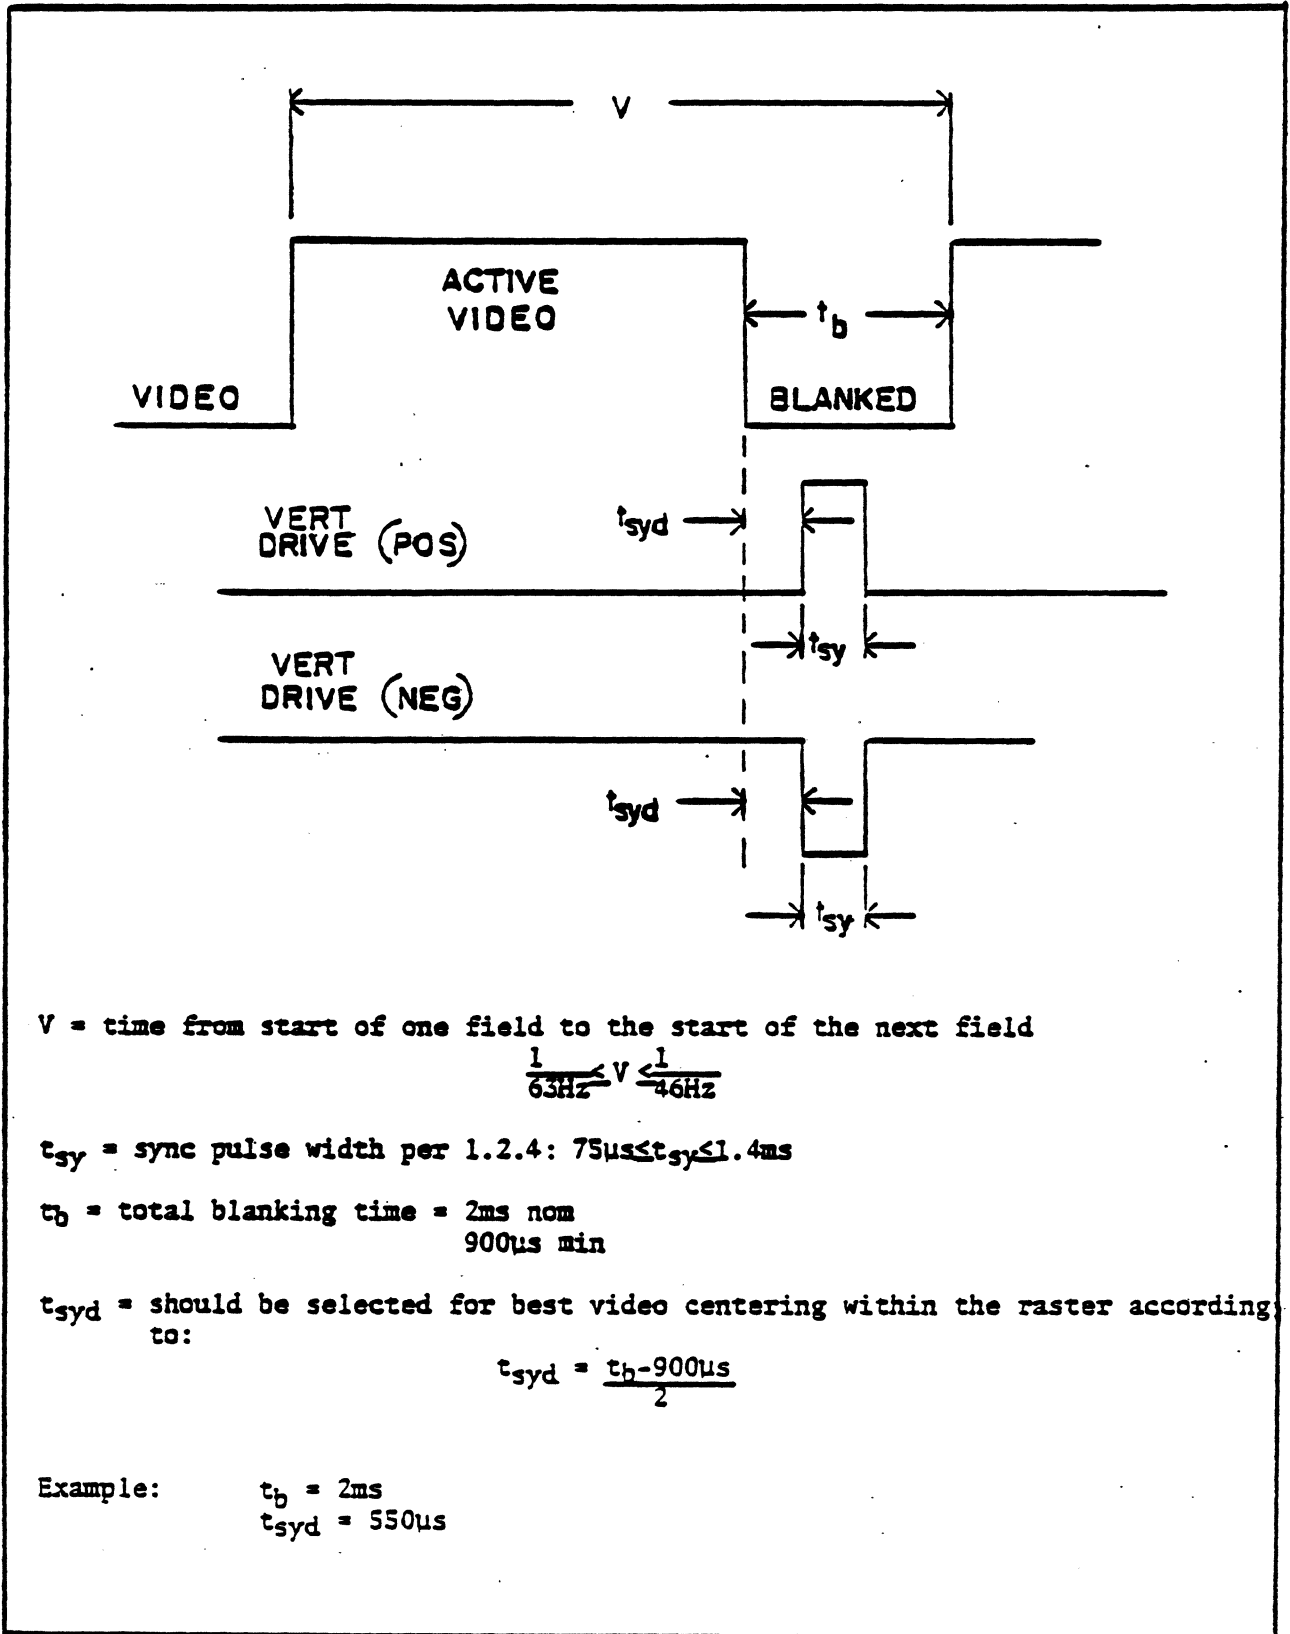 V
ACTIVE
VIDEO
tb
VIDEO
BLANKED
VERT
DRIVE (POS)
tsyd
tsy
VERT
DRIVE (NEG)
tsyd
tsy
V = time from start of one field to the start of the next field
1/63Hz ≤ V ≤ 1/46Hz
tsy = sync pulse width per 1.2.4: 75μs≤tsy≤1.4ms
tb = total blanking time = 2ms nom
900μs min
tsyd = should be selected for best video centering within the raster according
to:
tsyd = tb-900μs
2
Example: tb = 2ms
tsyd = 550μs